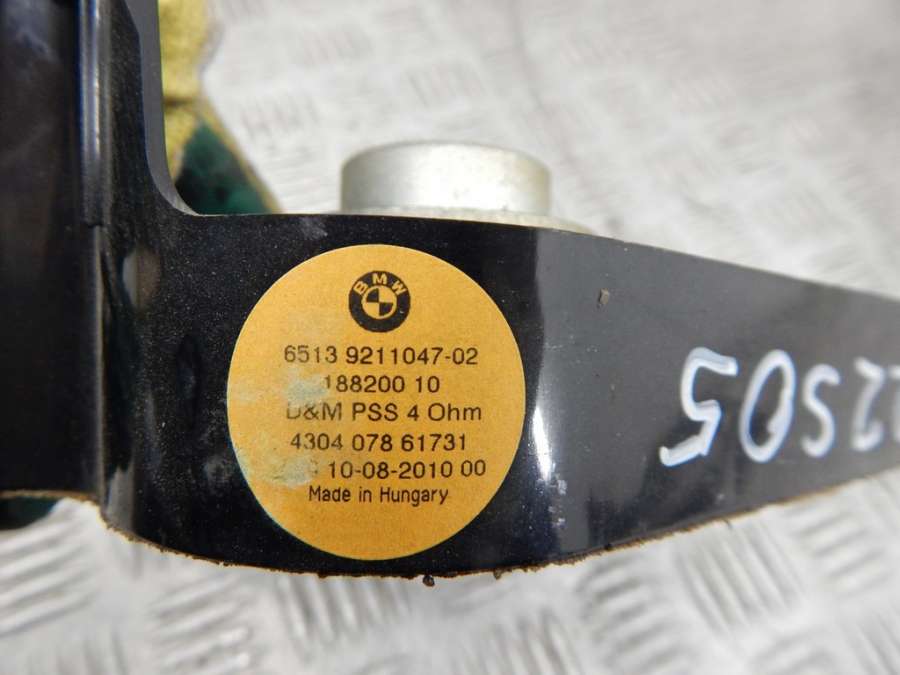 BMW
6513 9211047-02
188200 10
D&M PSS 4 Ohm
4304 078 61731
10-08-2010 00
Made in Hungary
22S05